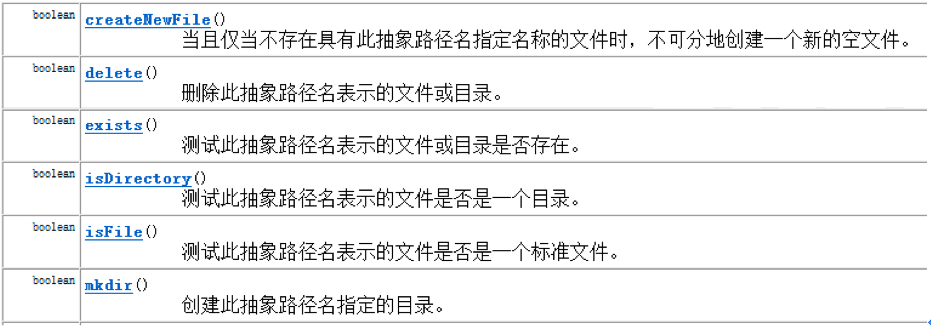 boolean createNewFile()
当且仅当不存在具有此抽象路径名指定名称的文件时，不可分地创建一个新的空文件。
boolean delete()
删除此抽象路径名表示的文件或目录。
boolean exists()
测试此抽象路径名表示的文件或目录是否存在。
boolean isDirectory()
测试此抽象路径名表示的文件是否是一个目录。
boolean isFile()
测试此抽象路径名表示的文件是否是一个标准文件。
boolean mkdir()
创建此抽象路径名指定的目录。